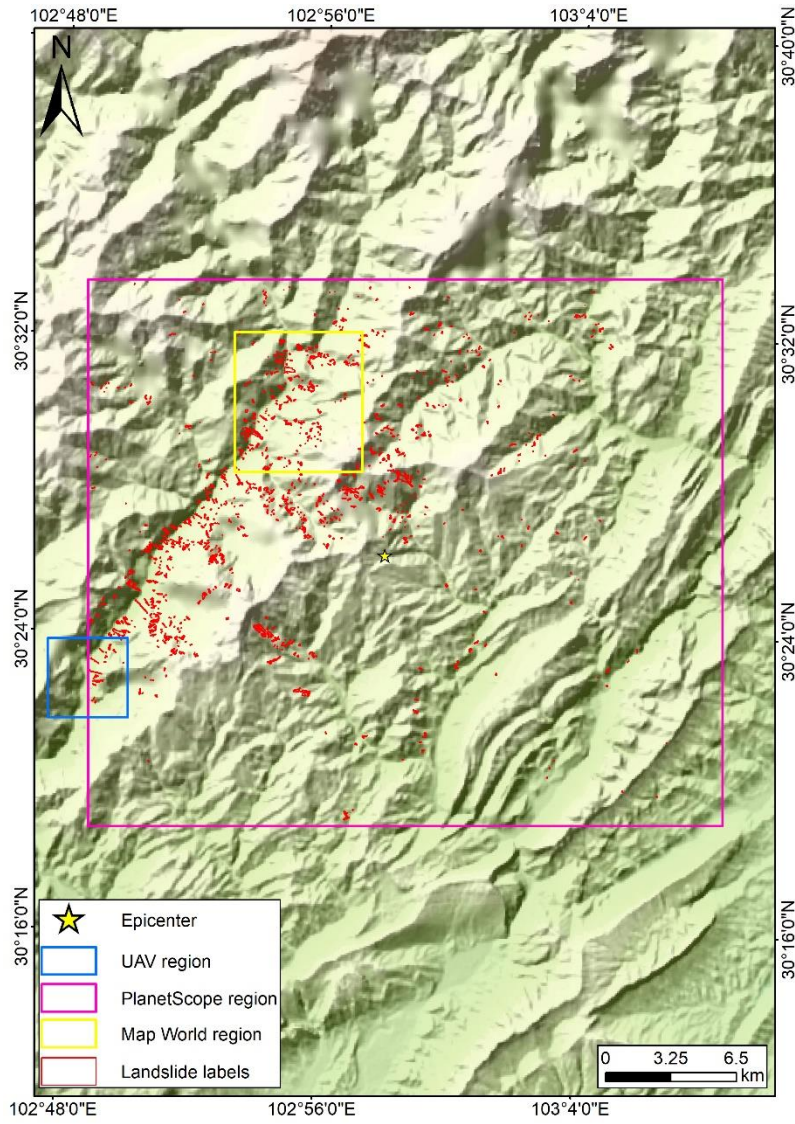 102°48'0"E 102°56'0"E 103°4'0"E
N
30°40'0"N
30°32'0"N 30°32'0"N
30°24'0"N 30°24'0"N
30°16'0"N 30°16'0"N
Epicenter
UAV region
PlanetScope region
Map World region
Landslide labels
0 3.25 6.5
km
102°48'0"E 102°56'0"E 103°4'0"E